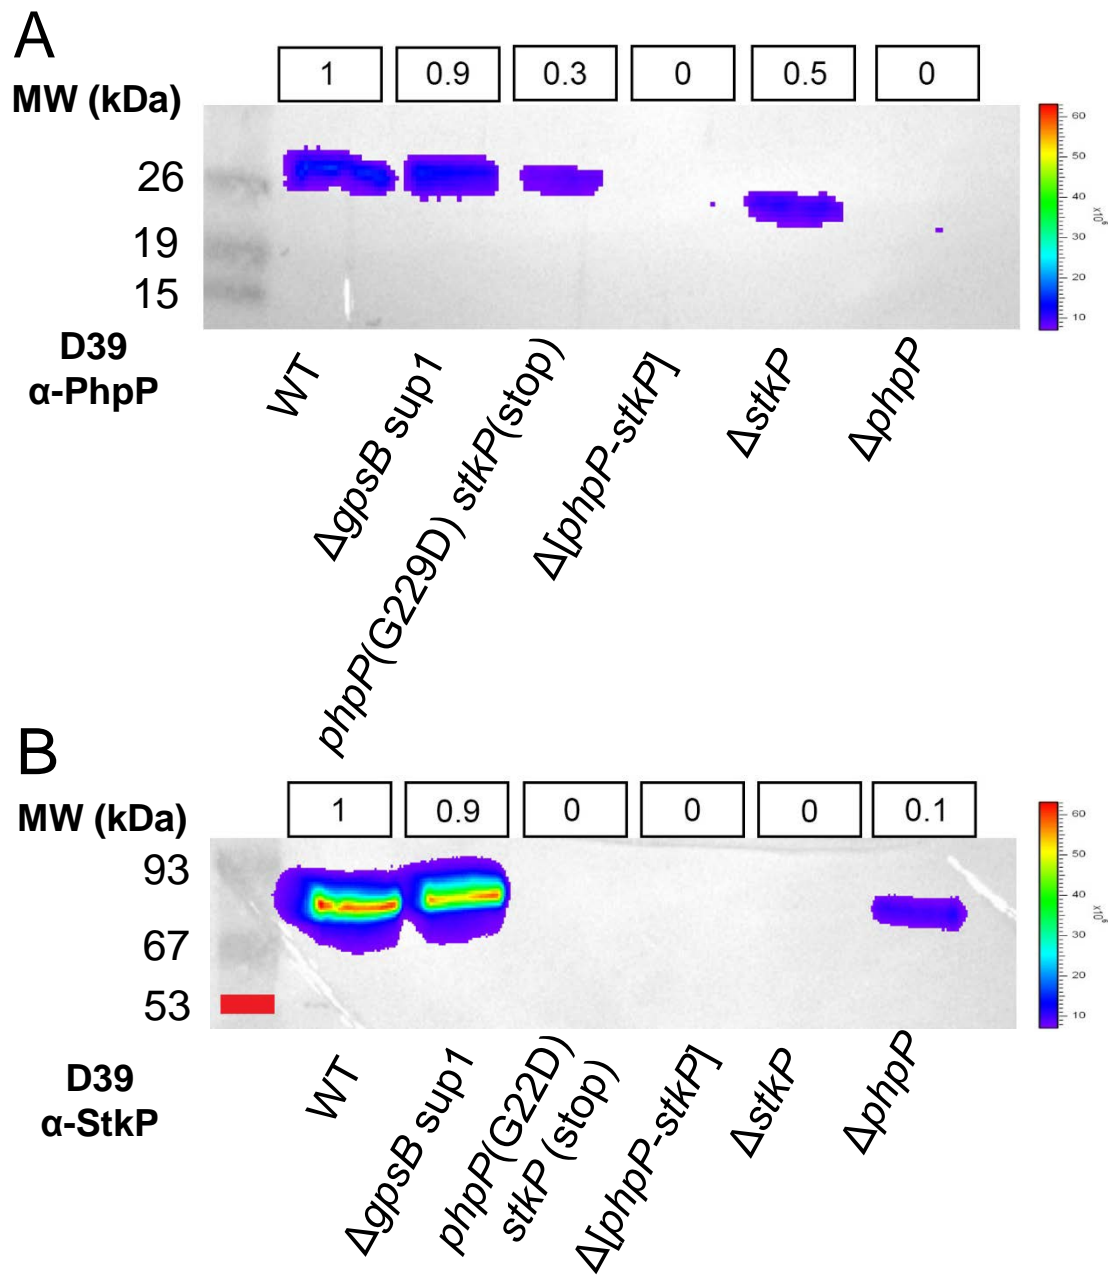 A
MW (kDa)
1 0.9 0.3 0 0.5 0
26
19
15
60
50
40
30
20
10
x10⁶
D39
α-PhpP
WT
ΔgpsB sup1
phpP(G229D) stkP(stop)
Δ[phpP-stkP]
ΔstkP
ΔphpP
B
MW (kDa)
1 0.9 0 0 0 0.1
93
67
53
60
50
40
30
20
10
x10⁶
D39
α-StkP
WT
ΔgpsB sup1
phpP(G22D)
stkP (stop)
Δ[phpP-stkP]
ΔstkP
ΔphpP